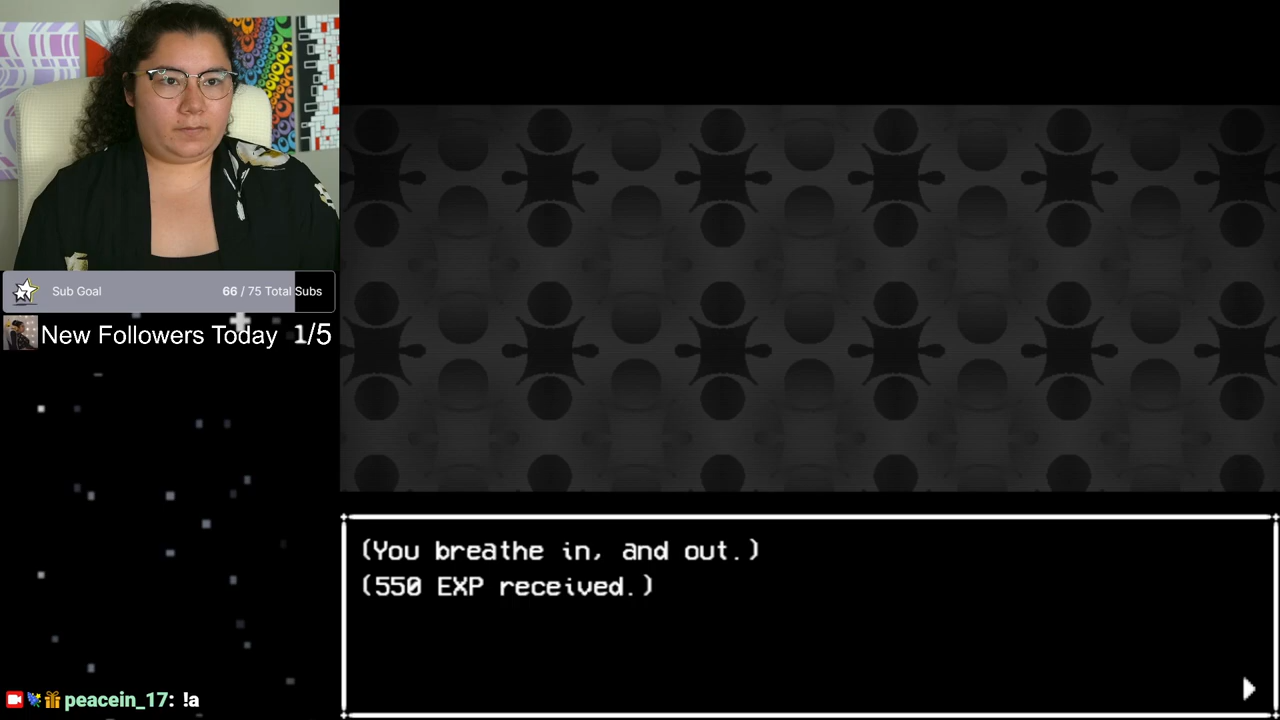 Sub Goal 66 / 75 Total Subs
New Followers Today 1/5
(You breathe in, and out.)
(550 EXP received.)
peacein_17: !a